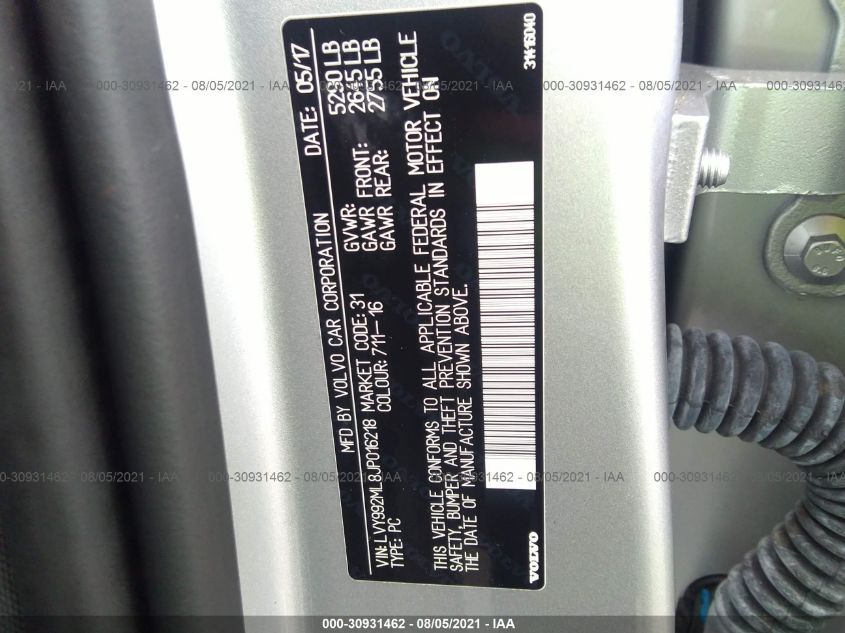 MFD BY VOLVO CAR CORPORATION DATE: 05/17
VIN: LVY992ML8JP016218 MARKET CODE: 31 GVWR: 5290 LB
TYPE: PC COLOUR: 711-16 GAWR FRONT: 2645 LB
GAWR REAR: 2755 LB
THIS VEHICLE CONFORMS TO ALL APPLICABLE FEDERAL MOTOR VEHICLE
SAFETY, BUMPER AND THEFT PREVENTION STANDARDS IN EFFECT ON
THE DATE OF MANUFACTURE SHOWN ABOVE.
VOLVO 31416040
000-30931462 - 08/05/2021 - IAA